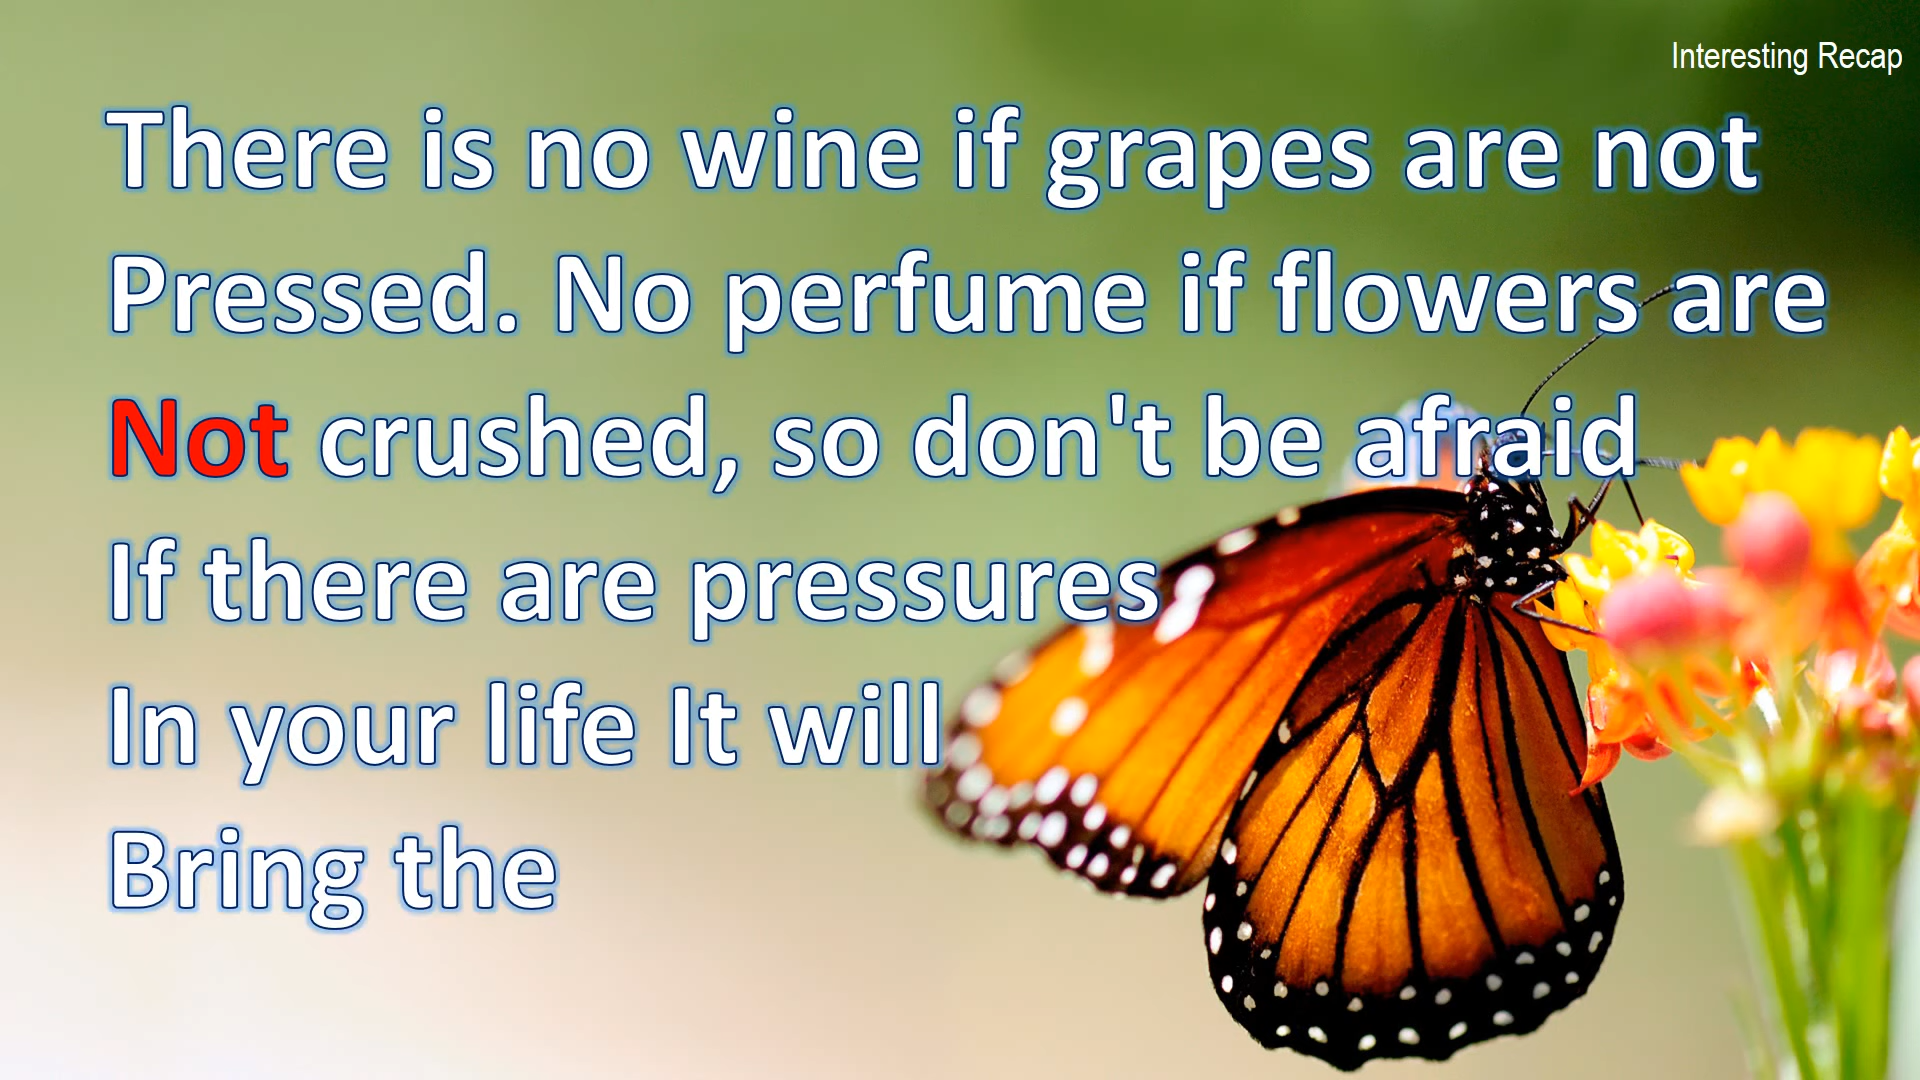 Interesting Recap
There is no wine if grapes are not
Pressed. No perfume if flowers are
Not crushed, so don't be afraid
If there are pressures
In your life It will
Bring the